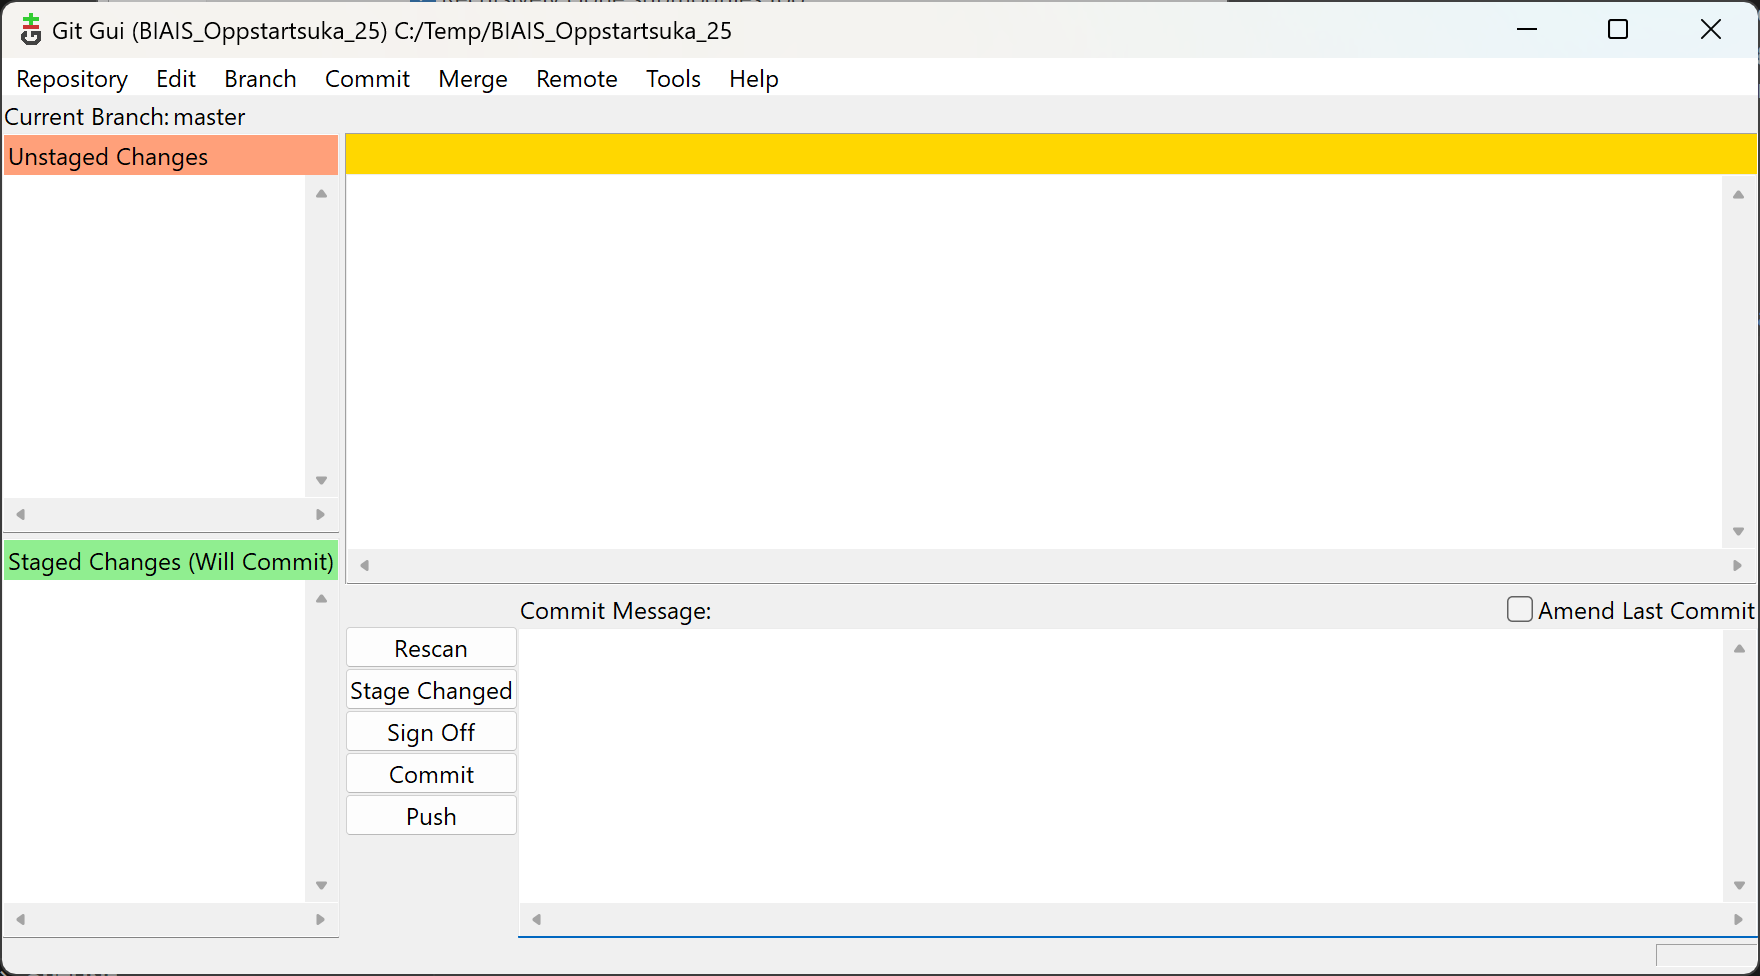 Git Gui (BIAIS_Oppstartsuka_25) C:/Temp/BIAIS_Oppstartsuka_25
Repository Edit Branch Commit Merge Remote Tools Help
Current Branch: master
Unstaged Changes
Staged Changes (Will Commit)
Commit Message:
Amend Last Commit
Rescan
Stage Changed
Sign Off
Commit
Push